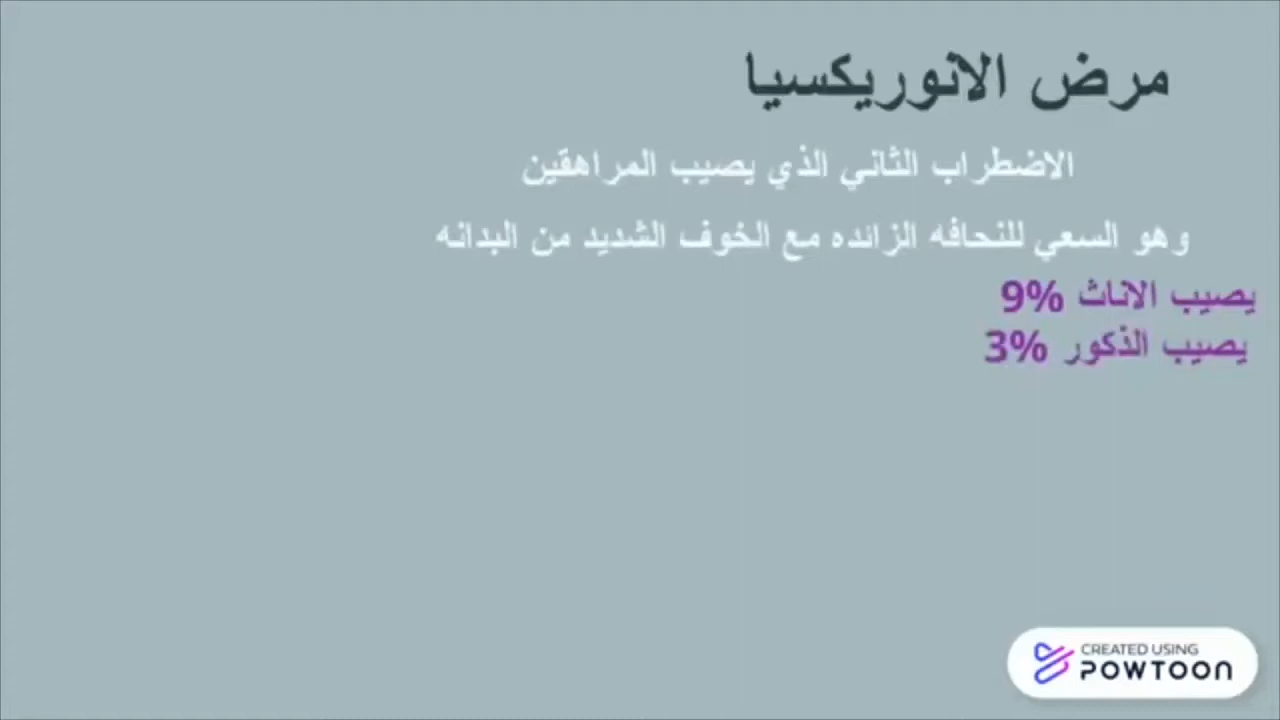 مرض الانوريكسيا
الاضطراب الثاني الذي يصيب المراهقين
وهو السعي للنحافه الزائده مع الخوف الشديد من البدانه
يصيب الاناث 9%
يصيب الذكور 3%
CREATED USING
POWTOON